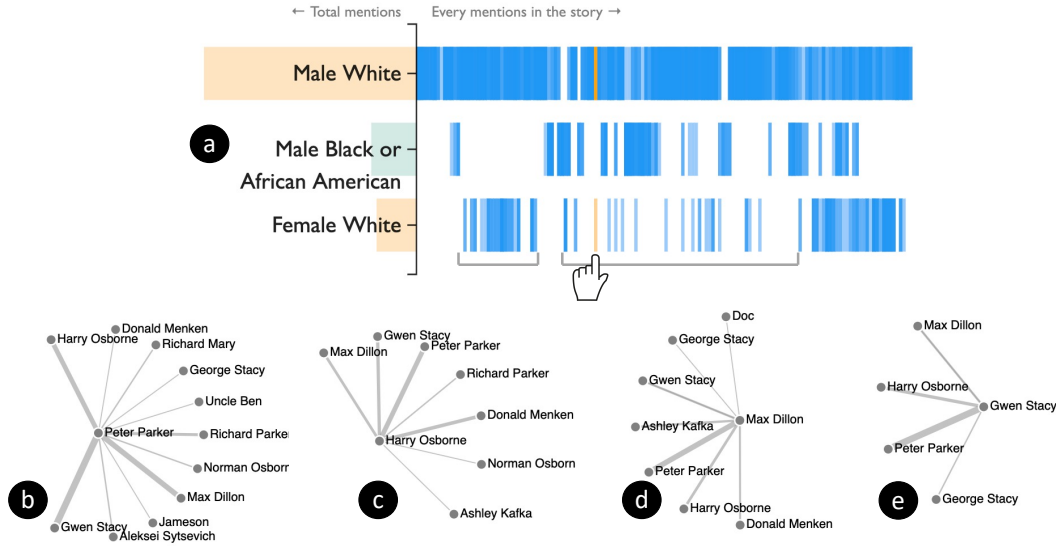 ← Total mentions
Every mentions in the story →
Male White
a
Male Black or
African American
Female White
Donald Menken
Harry Osborne
Richard Mary
George Stacy
Uncle Ben
Peter Parker
Richard Parke
Norman Osborr
Max Dillon
Jameson
Gwen Stacy
Aleksei Sytsevich
b
Gwen Stacy
Peter Parker
Max Dillon
Richard Parker
Donald Menken
Harry Osborne
Norman Osborn
Ashley Kafka
c
Doc
George Stacy
Gwen Stacy
Max Dillon
Ashley Kafka
Peter Parker
Harry Osborne
Donald Menken
d
Max Dillon
Harry Osborne
Gwen Stacy
Peter Parker
George Stacy
e